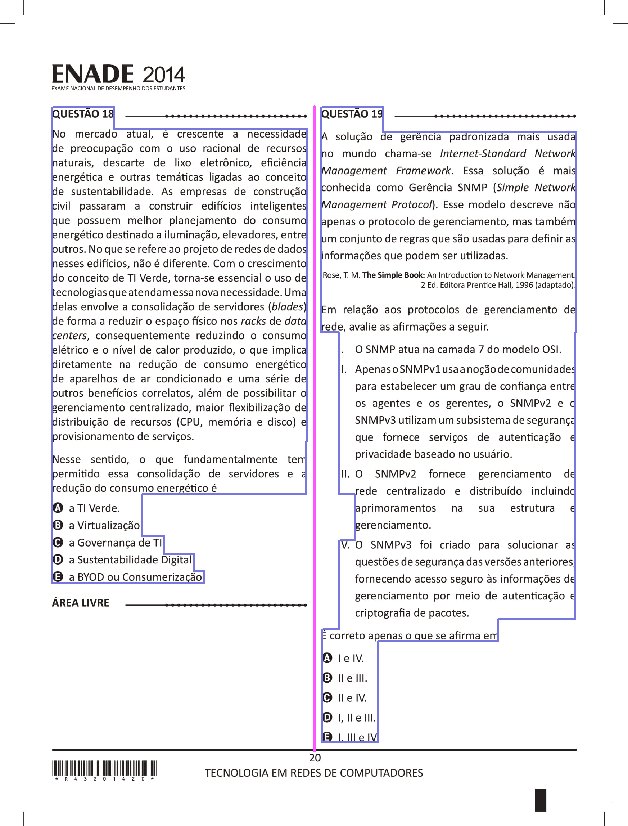 ENADE 2014
EXAME NACIONAL DE DESEMPENHO DOS ESTUDANTES
QUESTÃO 18
No mercado atual, é crescente a necessidade
de preocupação com o uso racional de recursos
naturais, descarte de lixo eletrônico, eficiência
energética e outras temáticas ligadas ao conceito
de sustentabilidade. As empresas de construção
civil passaram a construir edifícios inteligentes
que possuem melhor planejamento do consumo
energético destinado a iluminação, elevadores, entre
outros. No que se refere ao projeto de redes de dados
nesses edifícios, não é diferente. Com o crescimento
do conceito de TI Verde, torna-se essencial o uso de
tecnologias que atendam essa nova necessidade. Uma
delas envolve a consolidação de servidores (blades)
de forma a reduzir o espaço físico nos racks de data
centers, consequentemente reduzindo o consumo
elétrico e o nível de calor produzido, o que implica
diretamente na redução de consumo energético
de aparelhos de ar condicionado e uma série de
outros benefícios correlatos, além de possibilitar o
gerenciamento centralizado, maior flexibilização de
distribuição de recursos (CPU, memória e disco) e
provisionamento de serviços.
Nesse sentido, o que fundamentalmente tem
permitido essa consolidação de servidores e a
redução do consumo energético é
A a TI Verde.
B a Virtualização
C a Governança de TI
D a Sustentabilidade Digital
E a BYOD ou Consumerização
ÁREA LIVRE
QUESTÃO 19
A solução de gerência padronizada mais usada
no mundo chama-se Internet-Standard Network
Management Framework. Essa solução é mais
conhecida como Gerência SNMP (Simple Network
Management Protocol). Esse modelo descreve não
apenas o protocolo de gerenciamento, mas também
um conjunto de regras que são usadas para definir as
informações que podem ser utilizadas.
Rose, T. M. The Simple Book: An Introduction to Network Management.
2 Ed. Editora Prentice Hall, 1996 (adaptado).
Em relação aos protocolos de gerenciamento de
rede, avalie as afirmações a seguir.
I. O SNMP atua na camada 7 do modelo OSI.
II. Apenas o SNMPv1 usa a noção de comunidades
para estabelecer um grau de confiança entre
os agentes e os gerentes, o SNMPv2 e o
SNMPv3 utilizam um subsistema de segurança
que fornece serviços de autenticação e
privacidade baseado no usuário.
III. O SNMPv2 fornece gerenciamento de
rede centralizado e distribuído incluindo
aprimoramentos na sua estrutura e
gerenciamento.
IV. O SNMPv3 foi criado para solucionar as
questões de segurança das versões anteriores,
fornecendo acesso seguro às informações de
gerenciamento por meio de autenticação e
criptografia de pacotes.
É correto apenas o que se afirma em
A I e IV.
B II e III.
C II e IV.
D I, II e III.
E I, III e IV
20
TECNOLOGIA EM REDES DE COMPUTADORES
*R43201420*